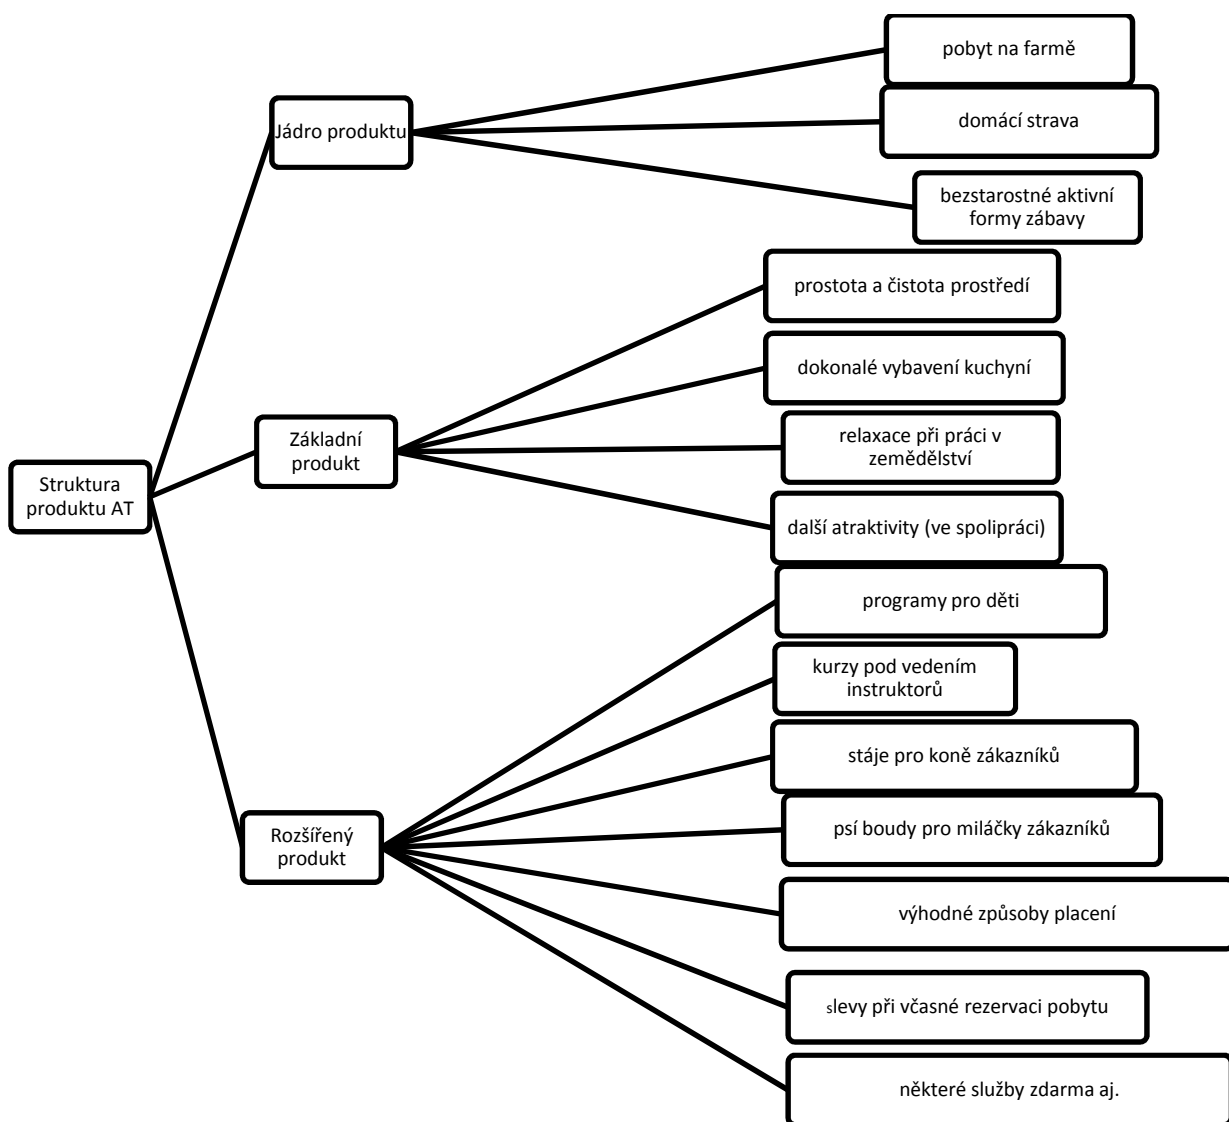 Struktura
produktu AT
Jádro produktu
pobyt na farmě
domácí strava
bezstarostné aktivní
formy zábavy
Základní
produkt
prostota a čistota prostředí
dokonalé vybavení kuchyní
relaxace při práci v
zemědělství
další atraktivity (ve spolipráci)
Rozšířený
produkt
programy pro děti
kurzy pod vedením
instruktorů
stáje pro koně zákazníků
psí boudy pro miláčky zákazníků
výhodné způsoby placení
slevy při včasné rezervaci pobytu
některé služby zdarma aj.